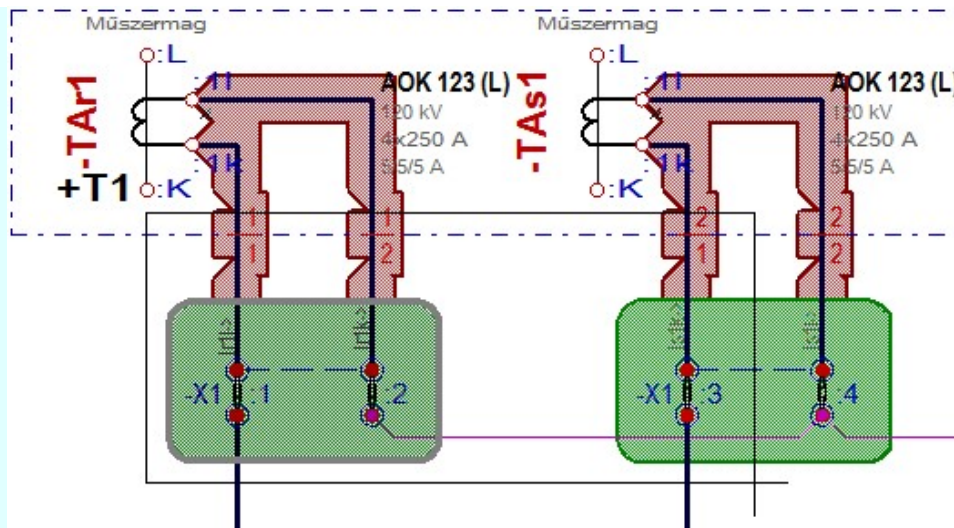 Műszermag
:L
:1l
-TAr1
AOK 123 (L)
120 kV
4x250 A
5/5/5 A
:1k
+T1
:K
1
1
1
2
Irl>
Irk>
-X1
:1
:2
Műszermag
:L
:1l
-TAs1
AOK 123 (L)
120 kV
4x250 A
5/5/5 A
:1k
:K
2
1
2
2
-X1
:3
:4